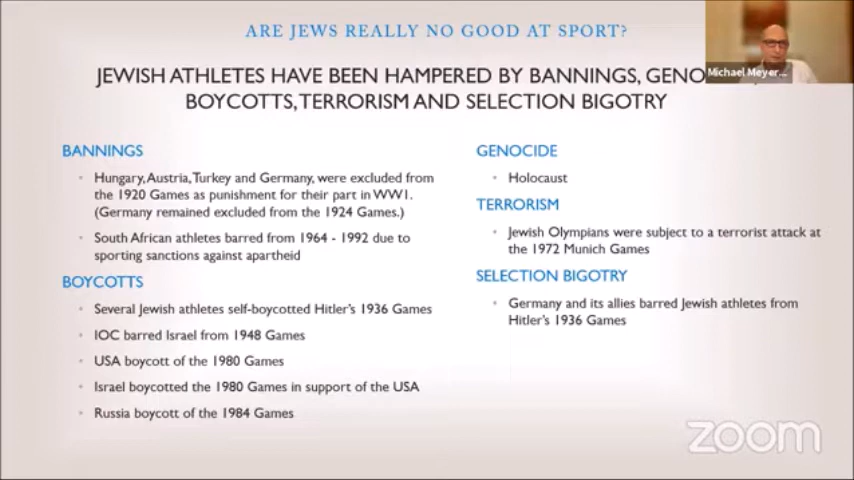 ARE JEWS REALLY NO GOOD AT SPORT?
Michael Meyer...
JEWISH ATHLETES HAVE BEEN HAMPERED BY BANNINGS,
BOYCOTTS, TERRORISM AND SELECTION BIGOTRY
BANNINGS
Hungary, Austria, Turkey and Germany, were excluded from
the 1920 Games as punishment for their part in WW1.
(Germany remained excluded from the 1924 Games.)
South African athletes barred from 1964 - 1992 due to
sporting sanctions against apartheid
BOYCOTTS
Several Jewish athletes self-boycotted Hitler's 1936 Games
IOC barred Israel from 1948 Games
USA boycott of the 1980 Games
Israel boycotted the 1980 Games in support of the USA
Russia boycott of the 1984 Games
GENOCIDE
Holocaust
TERRORISM
Jewish Olympians were subject to a terrorist attack at
the 1972 Munich Games
SELECTION BIGOTRY
Germany and its allies barred Jewish athletes from
Hitler's 1936 Games
zoom